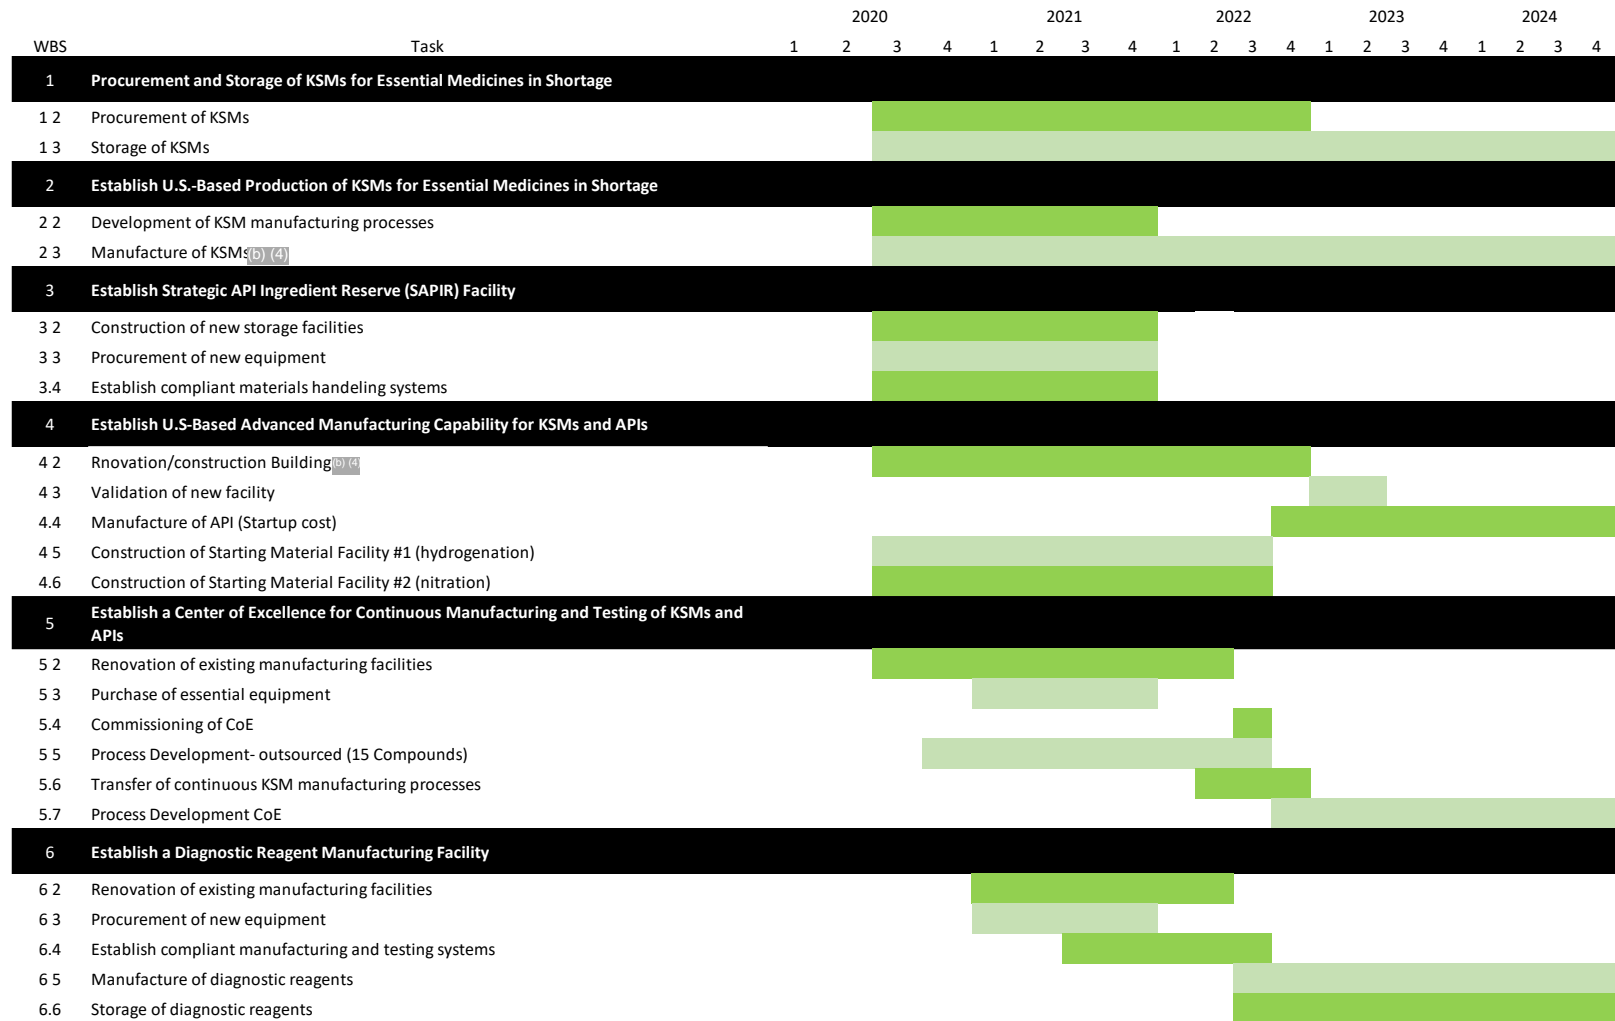 2020 2021 2022 2023 2024
WBS Task 1 2 3 4 1 2 3 4 1 2 3 4 1 2 3 4 1 2 3 4
1 Procurement and Storage of KSMs for Essential Medicines in Shortage
1 2 Procurement of KSMs
1 3 Storage of KSMs
2 Establish U.S.-Based Production of KSMs for Essential Medicines in Shortage
2 2 Development of KSM manufacturing processes
2 3 Manufacture of KSMs (b) (4)
3 Establish Strategic API Ingredient Reserve (SAPIR) Facility
3 2 Construction of new storage facilities
3 3 Procurement of new equipment
3.4 Establish compliant materials handeling systems
4 Establish U.S-Based Advanced Manufacturing Capability for KSMs and APIs
4 2 Rnovation/construction Building (b) (4)
4 3 Validation of new facility
4.4 Manufacture of API (Startup cost)
4 5 Construction of Starting Material Facility #1 (hydrogenation)
4.6 Construction of Starting Material Facility #2 (nitration)
5 Establish a Center of Excellence for Continuous Manufacturing and Testing of KSMs and
APIs
5 2 Renovation of existing manufacturing facilities
5 3 Purchase of essential equipment
5.4 Commissioning of CoE
5 5 Process Development- outsourced (15 Compounds)
5.6 Transfer of continuous KSM manufacturing processes
5.7 Process Development CoE
6 Establish a Diagnostic Reagent Manufacturing Facility
6 2 Renovation of existing manufacturing facilities
6 3 Procurement of new equipment
6.4 Establish compliant manufacturing and testing systems
6 5 Manufacture of diagnostic reagents
6.6 Storage of diagnostic reagents